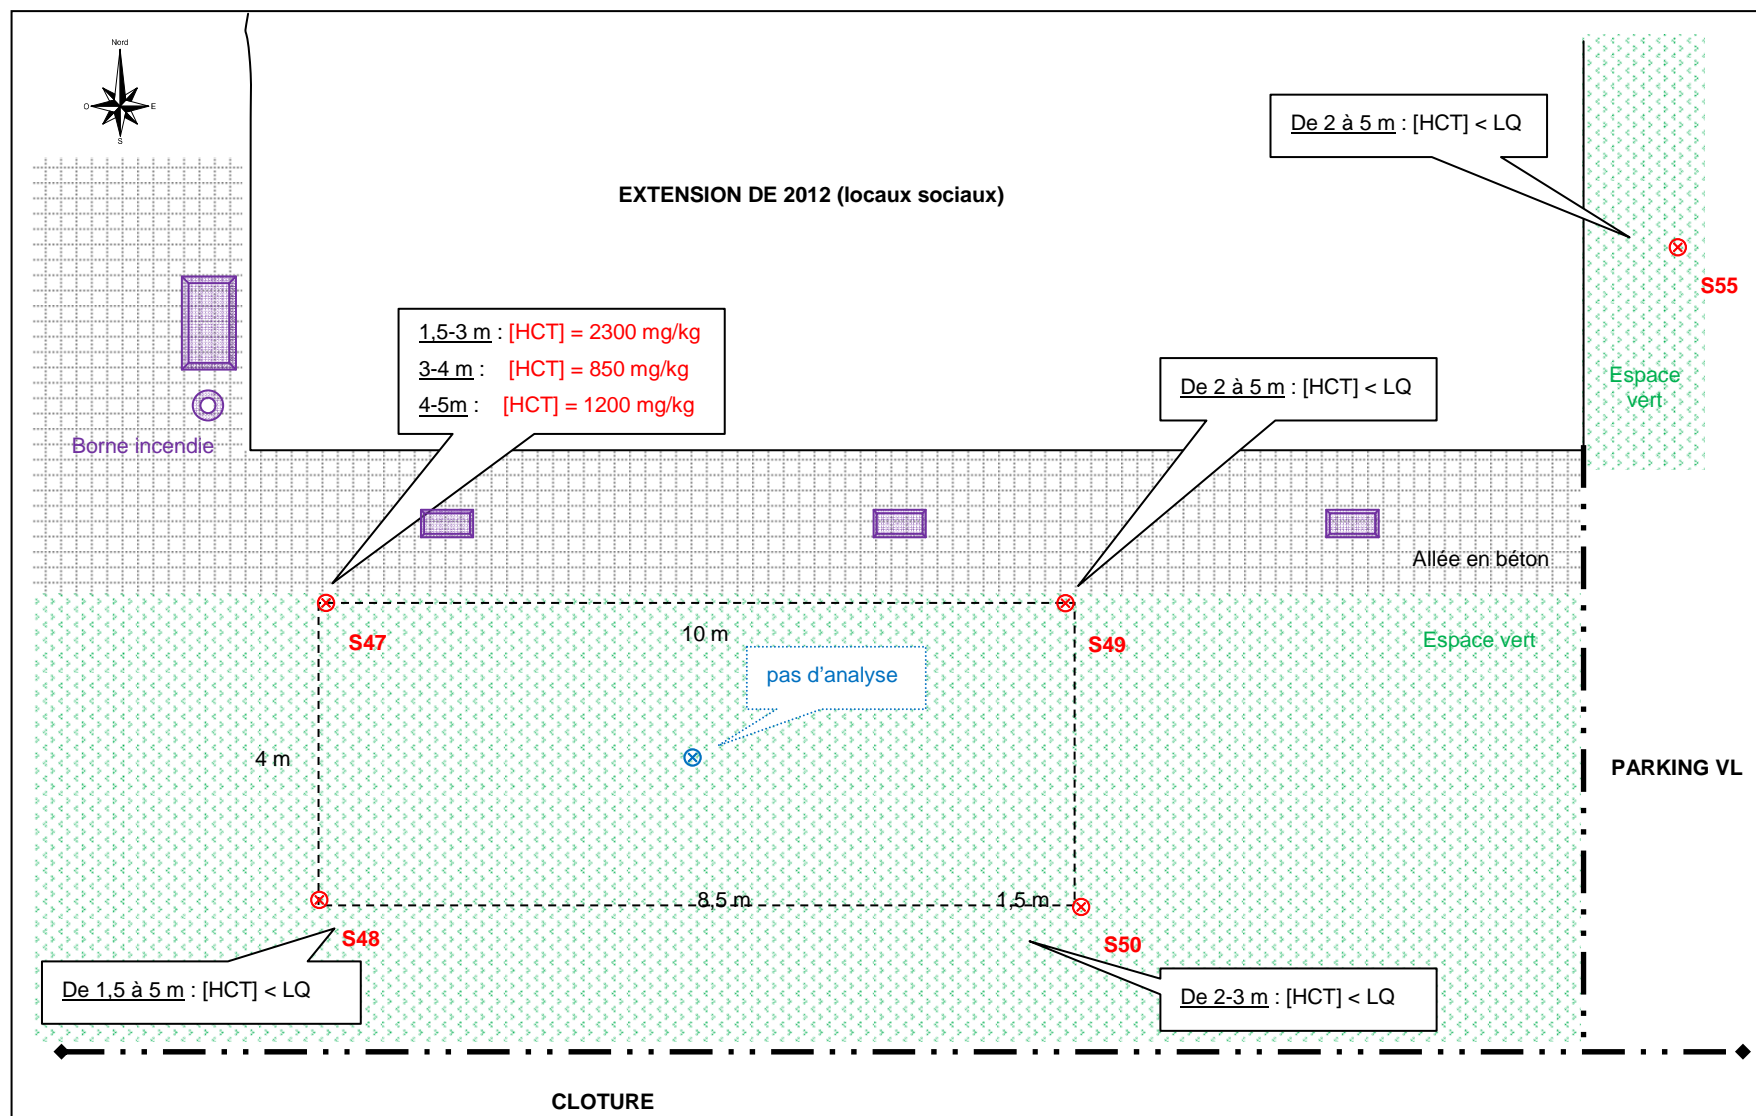 Nord
O
E
S
De 2 à 5 m : [HCT] < LQ
EXTENSION DE 2012 (locaux sociaux)
S55
1,5-3 m : [HCT] = 2300 mg/kg
3-4 m : [HCT] = 850 mg/kg
4-5m : [HCT] = 1200 mg/kg
De 2 à 5 m : [HCT] < LQ
Espace
vert
Borne incendie
Allée en béton
S47
10 m
S49
Espace vert
pas d'analyse
4 m
PARKING VL
8,5 m
1,5 m
S48
S50
De 1,5 à 5 m : [HCT] < LQ
De 2-3 m : [HCT] < LQ
CLOTURE